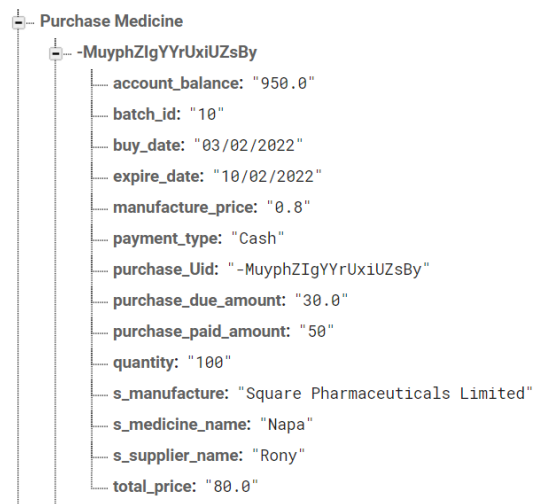 Purchase Medicine
-MuyphZIgYYrUxiUZsBy
account_balance: "950.0"
batch_id: "10"
buy_date: "03/02/2022"
expire_date: "10/02/2022"
manufacture_price: "0.8"
payment_type: "Cash"
purchase_Uid: "-MuyphZIgYYrUxiUZsBy"
purchase_due_amount: "30.0"
purchase_paid_amount: "50"
quantity: "100"
s_manufacture: "Square Pharmaceuticals Limited"
s_medicine_name: "Napa"
s_supplier_name: "Rony"
total_price: "80.0"